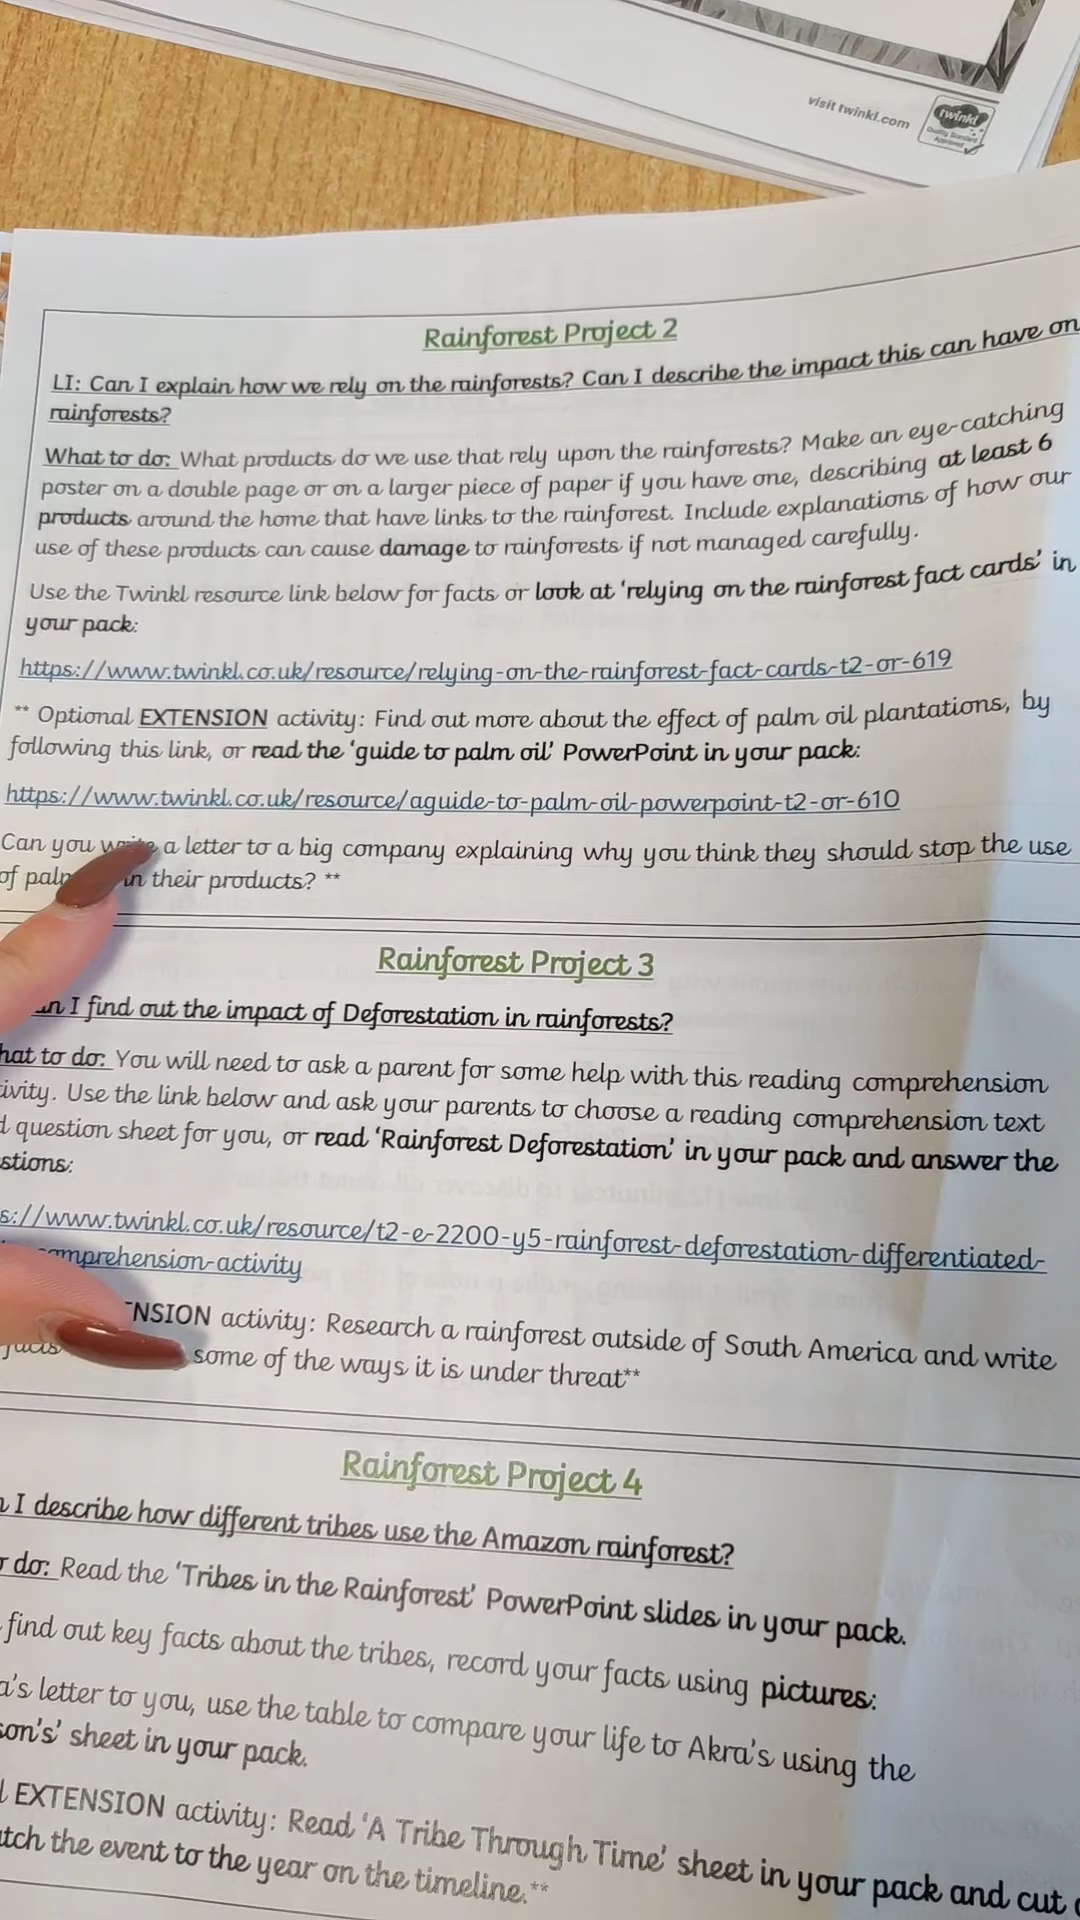 visit twinkl.com
twinkl
Quality Standard
Approved
Rainforest Project 2
LI: Can I explain how we rely on the rainforests? Can I describe the impact this can have on
rainforests?
What to do: What products do we use that rely upon the rainforests? Make an eye-catching
poster on a double page or on a larger piece of paper if you have one, describing at least 6
products around the home that have links to the rainforest. Include explanations of how our
use of these products can cause damage to rainforests if not managed carefully.
Use the Twinkl resource link below for facts or look at ‘relying on the rainforest fact cards’ in
your pack:
https://www.twinkl.co.uk/resource/relying-on-the-rainforest-fact-cards-t2-or-619
** Optional EXTENSION activity: Find out more about the effect of palm oil plantations, by
following this link, or read the ‘guide to palm oil’ PowerPoint in your pack:
https://www.twinkl.co.uk/resource/aguide-to-palm-oil-powerpoint-t2-or-610
Can you write a letter to a big company explaining why you think they should stop the use
of palm in their products? **
Rainforest Project 3
I find out the impact of Deforestation in rainforests?
hat to do: You will need to ask a parent for some help with this reading comprehension
ivity. Use the link below and ask your parents to choose a reading comprehension text
d question sheet for you, or read ‘Rainforest Deforestation’ in your pack and answer the
stions:
s://www.twinkl.co.uk/resource/t2-e-2200-y5-rainforest-deforestation-differentiated-
omprehension-activity
ENSION activity: Research a rainforest outside of South America and write
facts some of the ways it is under threat**
Rainforest Project 4
I describe how different tribes use the Amazon rainforest?
do: Read the ‘Tribes in the Rainforest’ PowerPoint slides in your pack.
find out key facts about the tribes, record your facts using pictures:
a’s letter to you, use the table to compare your life to Akra’s using the
son’s’ sheet in your pack.
l EXTENSION activity: Read ‘A Tribe Through Time’ sheet in your pack and cut
tch the event to the year on the timeline.**